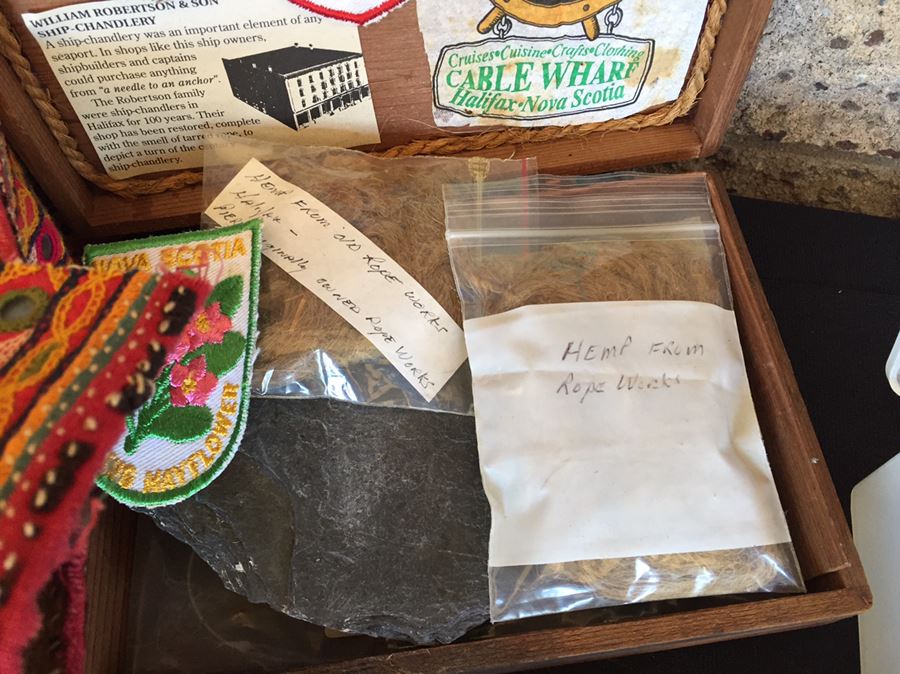 WILLIAM ROBERTSON & SON
SHIP-CHANDLERY
A ship-chandlery was an important element of any
seaport. In shops like this ship owners,
shipbuilders and captains
could purchase anything
from "a needle to an anchor".
The Robertson family
were ship-chandlers in
Halifax for 100 years. Their
shop has been restored, complete
with the smell of tarred rope, to
depict a turn of the
ship-chandlery.
Cruises•Cuisine•Crafts•Clothing
CABLE WHARF
Halifax•Nova Scotia
HEMP FROM OLD ROPE WORKS
HALIFAX -
OWNED ROPE WORKS
HEMP FROM
ROPE WORKS
NOVA SCOTIA
MAYFLOWER